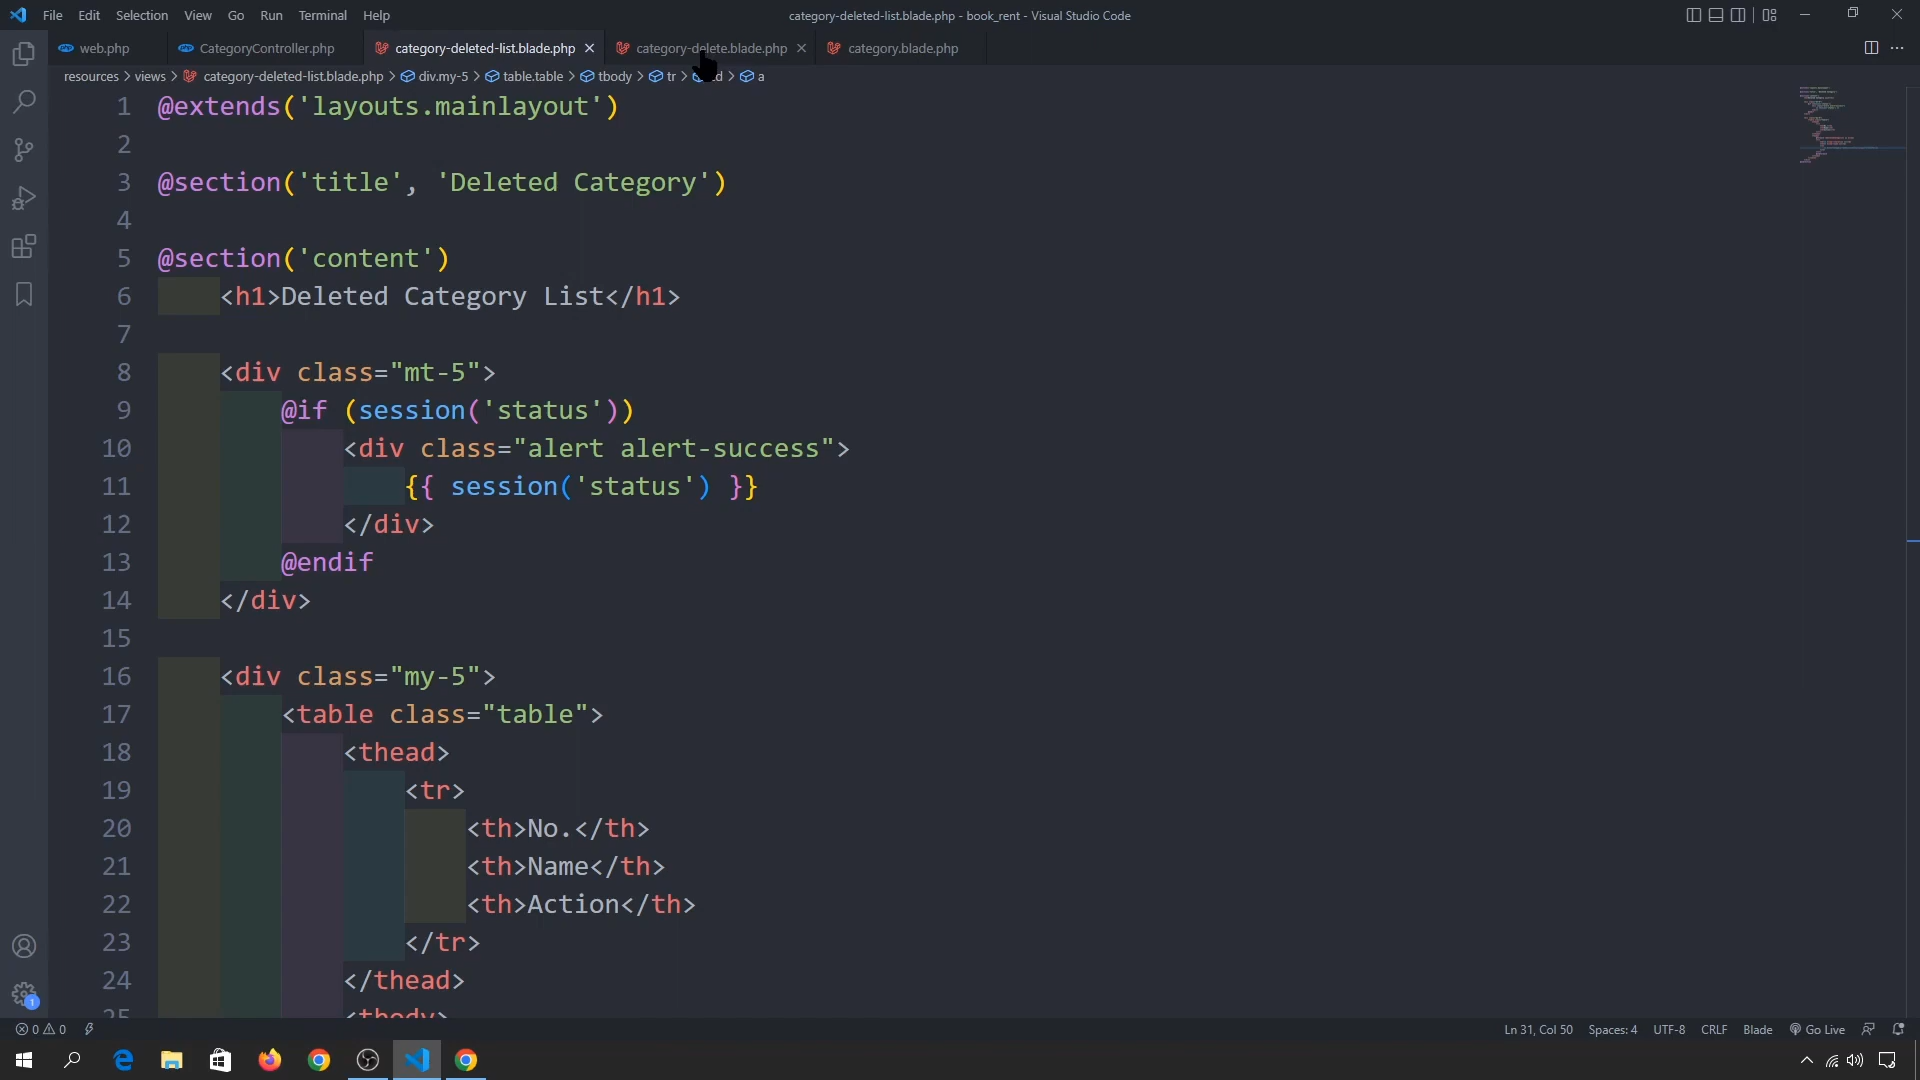 File Edit Selection View Go Run Terminal Help
category-deleted-list.blade.php - book_rent - Visual Studio Code
web.php CategoryController.php category-deleted-list.blade.php category-delete.blade.php category.blade.php
resources > views > category-deleted-list.blade.php > div.my-5 > table.table > tbody > tr > > a
1 @extends('layouts.mainlayout')
2
3 @section('title', 'Deleted Category')
4
5 @section('content')
6 <h1>Deleted Category List</h1>
7
8 <div class="mt-5">
9 @if (session('status'))
10 <div class="alert alert-success">
11 {{ session('status') }}
12 </div>
13 @endif
14 </div>
15
16 <div class="my-5">
17 <table class="table">
18 <thead>
19 <tr>
20 <th>No.</th>
21 <th>Name</th>
22 <th>Action</th>
23 </tr>
24 </thead>
25 <tbody>
0 0 Ln 31, Col 50 Spaces: 4 UTF-8 CRLF Blade Go Live
1